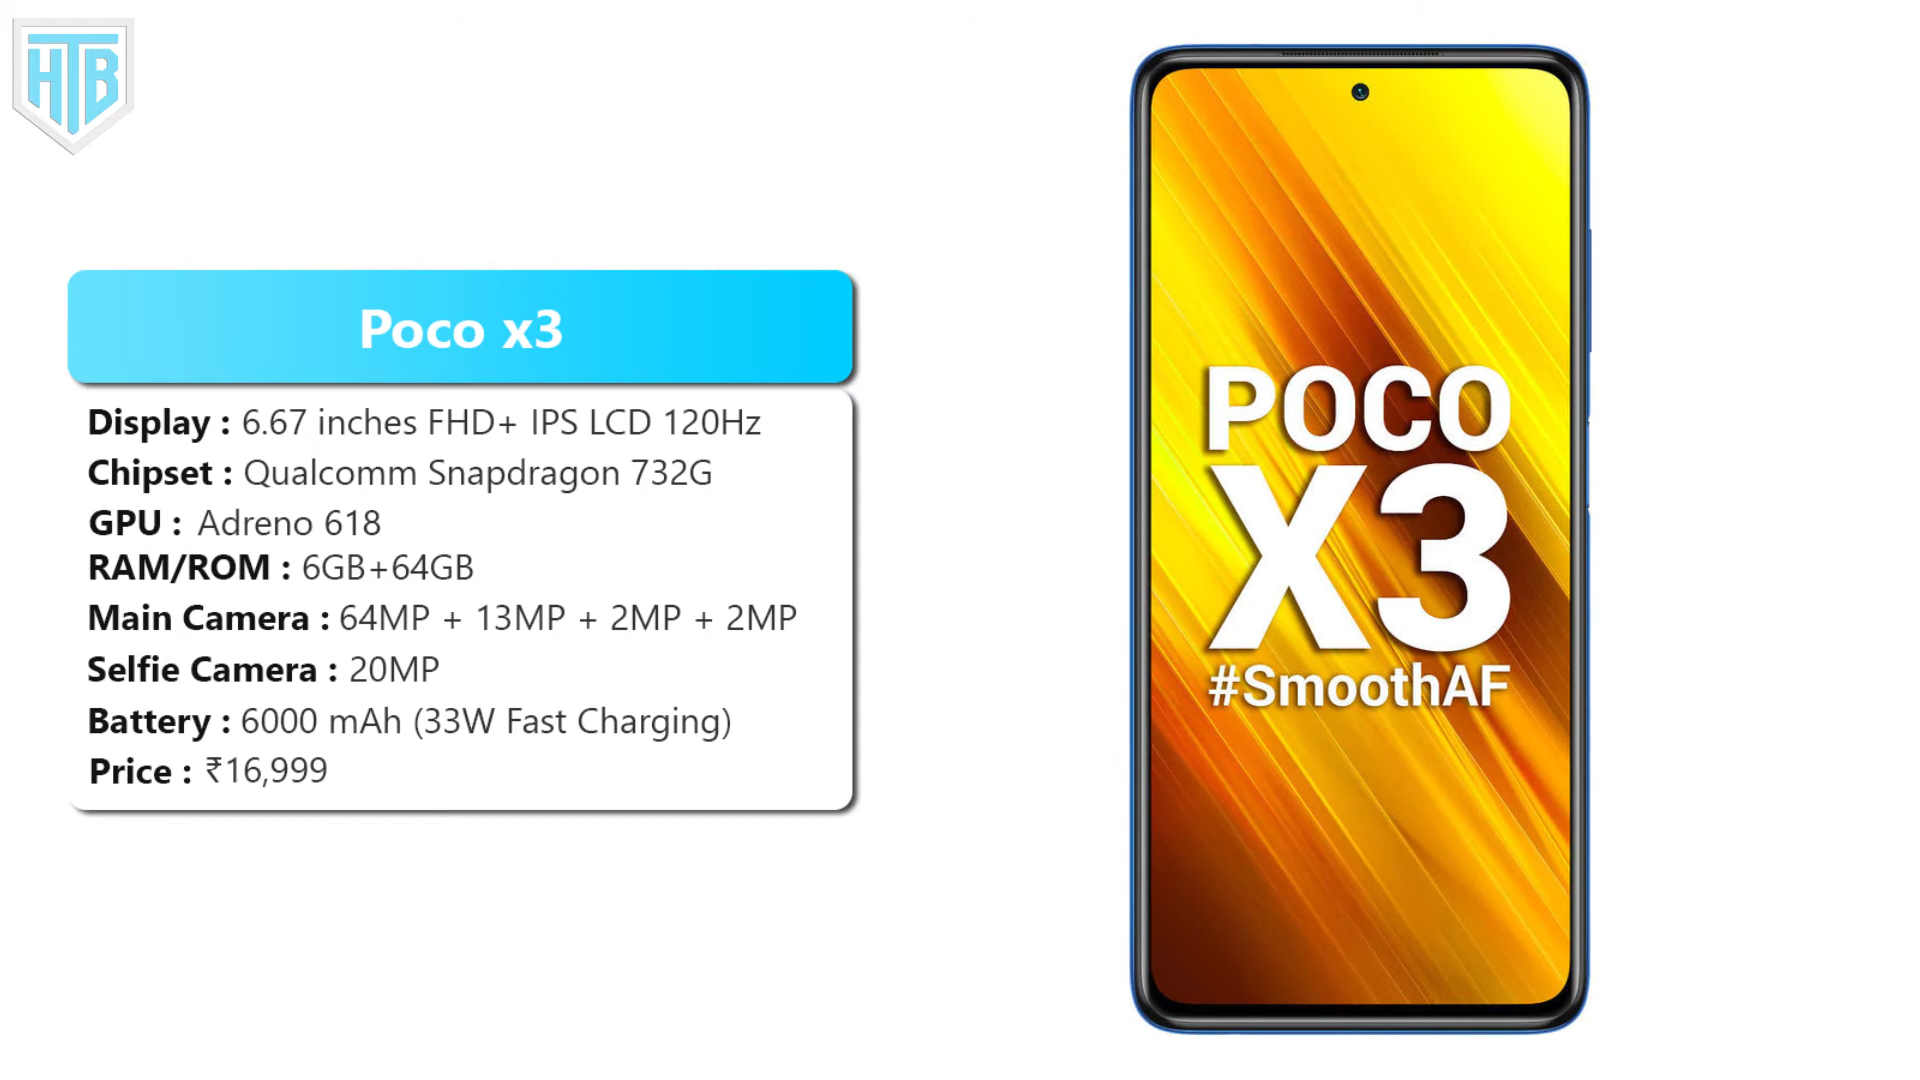 HTB
Poco x3
Display : 6.67 inches FHD+ IPS LCD 120Hz
Chipset : Qualcomm Snapdragon 732G
GPU : Adreno 618
RAM/ROM : 6GB+64GB
Main Camera : 64MP + 13MP + 2MP + 2MP
Selfie Camera : 20MP
Battery : 6000 mAh (33W Fast Charging)
Price : ₹16,999
POCO
X3
#SmoothAF